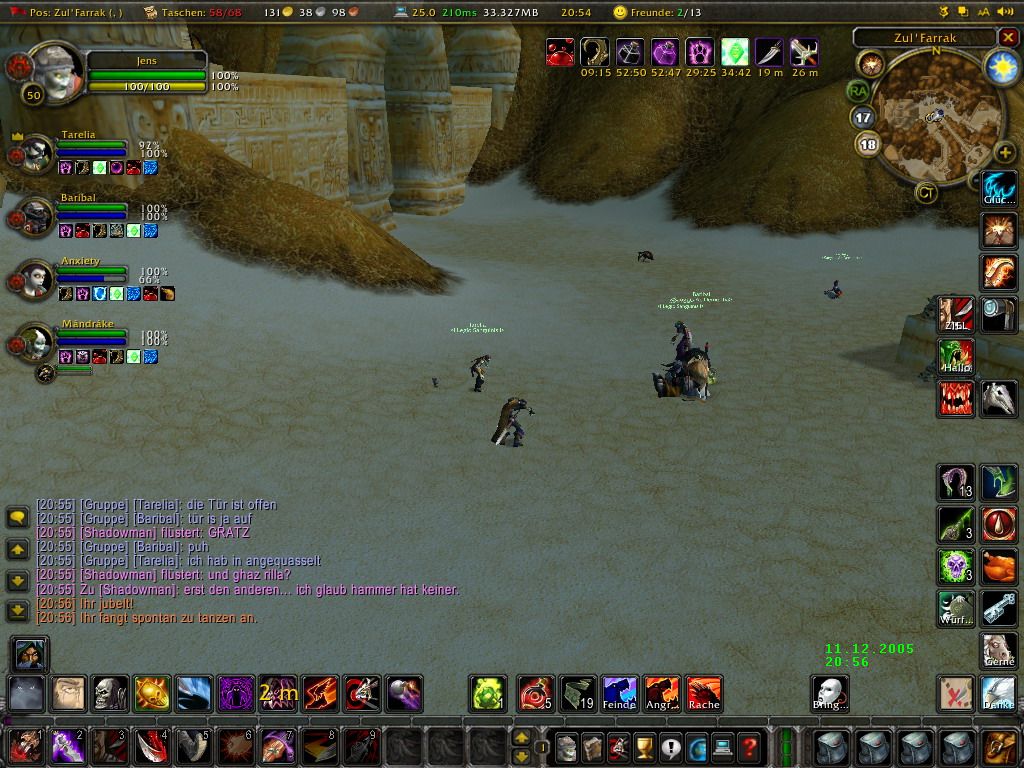 Pos: Zul'Farrak (, )
Taschen: 58/68
131 38 98
25.0 210ms 33.327MB
20:54
Freunde: 2/13
Zul'Farrak
N
Jens
100%
100/100 100%
50
09:15 52:50 52:47 29:25 34:42 19 m 26 m
RA
17
18
CT
Tarelia
100%
Baribal
100%
100%
Anxiety
100%
66%
Mândrâke
100%
100%
Baribal
Hallo
13
3
3
Würf...
Gerne
[20:55] [Gruppe] [Tarelia]: die Tür ist offen
[20:55] [Gruppe] [Baribal]: tür is ja auf
[20:55] [Shadowman] flüstert: GRATZ
[20:55] [Gruppe] [Baribal]: puh
[20:55] [Gruppe] [Tarelia]: ich hab in angequasselt
[20:55] [Shadowman] flüstert: und ghaz rilla?
[20:55] Zu [Shadowman]: erst den anderen... ich glaub hammer hat keiner.
[20:56] Ihr jubelt!
[20:56] Ihr fangt spontan zu tanzen an.
11.12.2005
20:56
2 m
1
5
19
Feinde
Angr...
Rache
Bring...
Danke
2 3 4 5 6 7 8 9
1